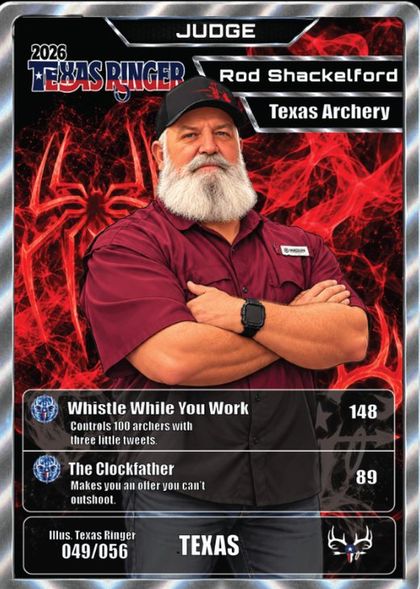 JUDGE
2026
TEXAS RINGER
Rod Shackelford
Texas Archery
Whistle While You Work
148
Controls 100 archers with
three little tweets.
The Clockfather
89
Makes you an offer you can't
outshoot.
Illus. Texas Ringer
049/056
TEXAS